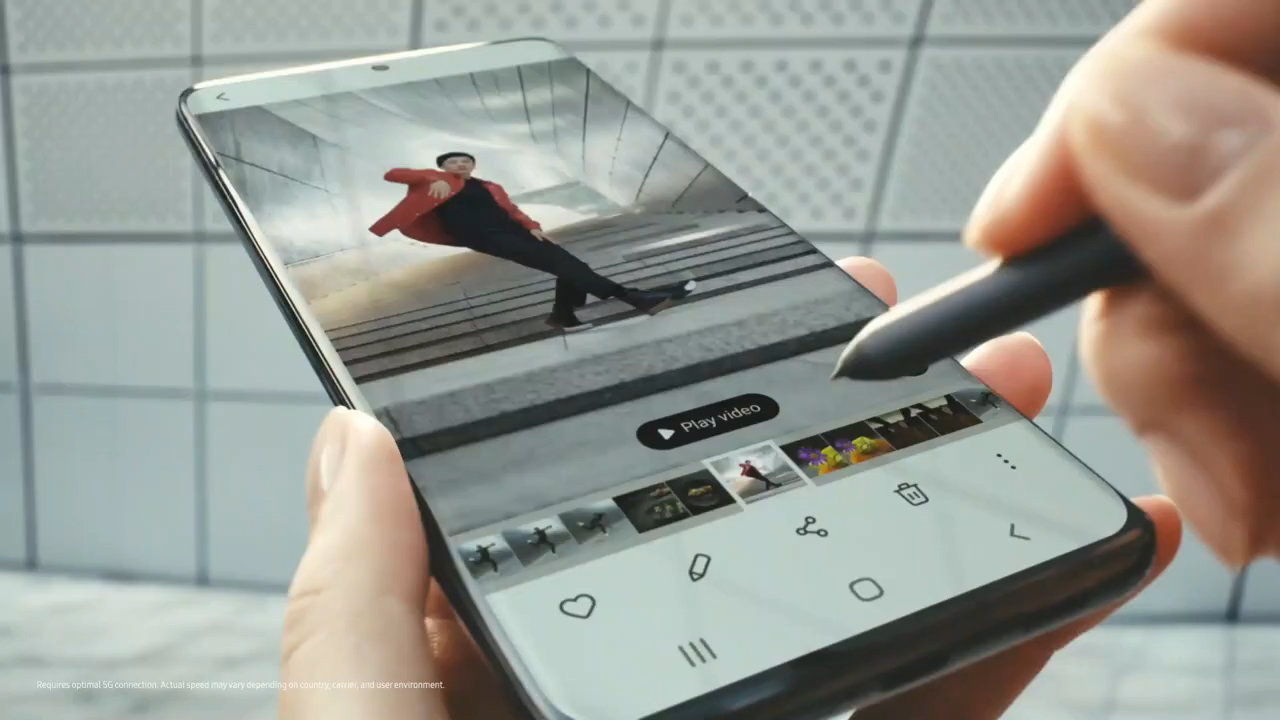 Play video
Requires optimal 5G connection. Actual speed may vary depending on country, carrier, and user environment.